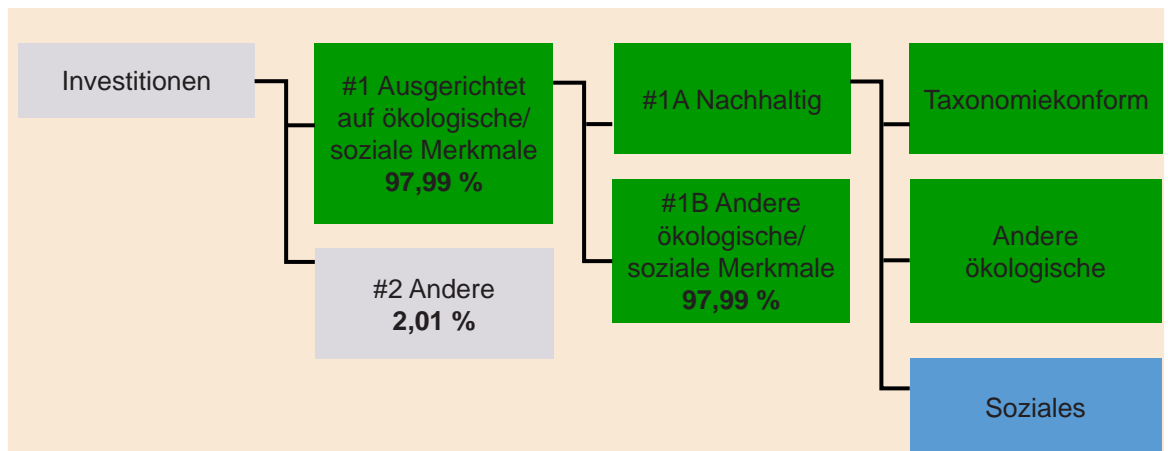 Investitionen
#1 Ausgerichtet
auf ökologische/
soziale Merkmale
97,99 %
#2 Andere
2,01 %
#1A Nachhaltig
#1B Andere
ökologische/
soziale Merkmale
97,99 %
Taxonomiekonform
Andere
ökologische
Soziales